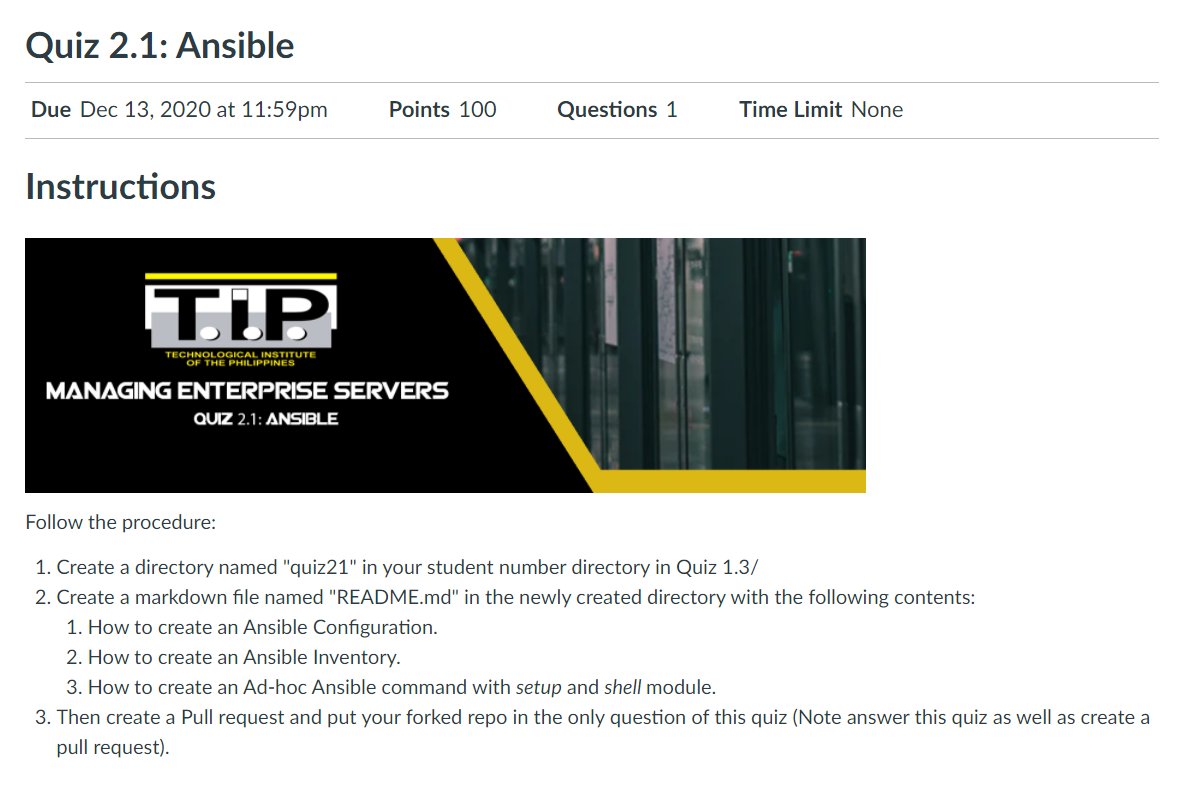 Quiz 2.1: Ansible
Due Dec 13, 2020 at 11:59pm Points 100 Questions 1 Time Limit None
Instructions
T.I.P.
TECHNOLOGICAL INSTITUTE
OF THE PHILIPPINES
MANAGING ENTERPRISE SERVERS
QUIZ 2.1: ANSIBLE
Follow the procedure:
1. Create a directory named "quiz21" in your student number directory in Quiz 1.3/
2. Create a markdown file named "README.md" in the newly created directory with the following contents:
1. How to create an Ansible Configuration.
2. How to create an Ansible Inventory.
3. How to create an Ad-hoc Ansible command with setup and shell module.
3. Then create a Pull request and put your forked repo in the only question of this quiz (Note answer this quiz as well as create a
pull request).